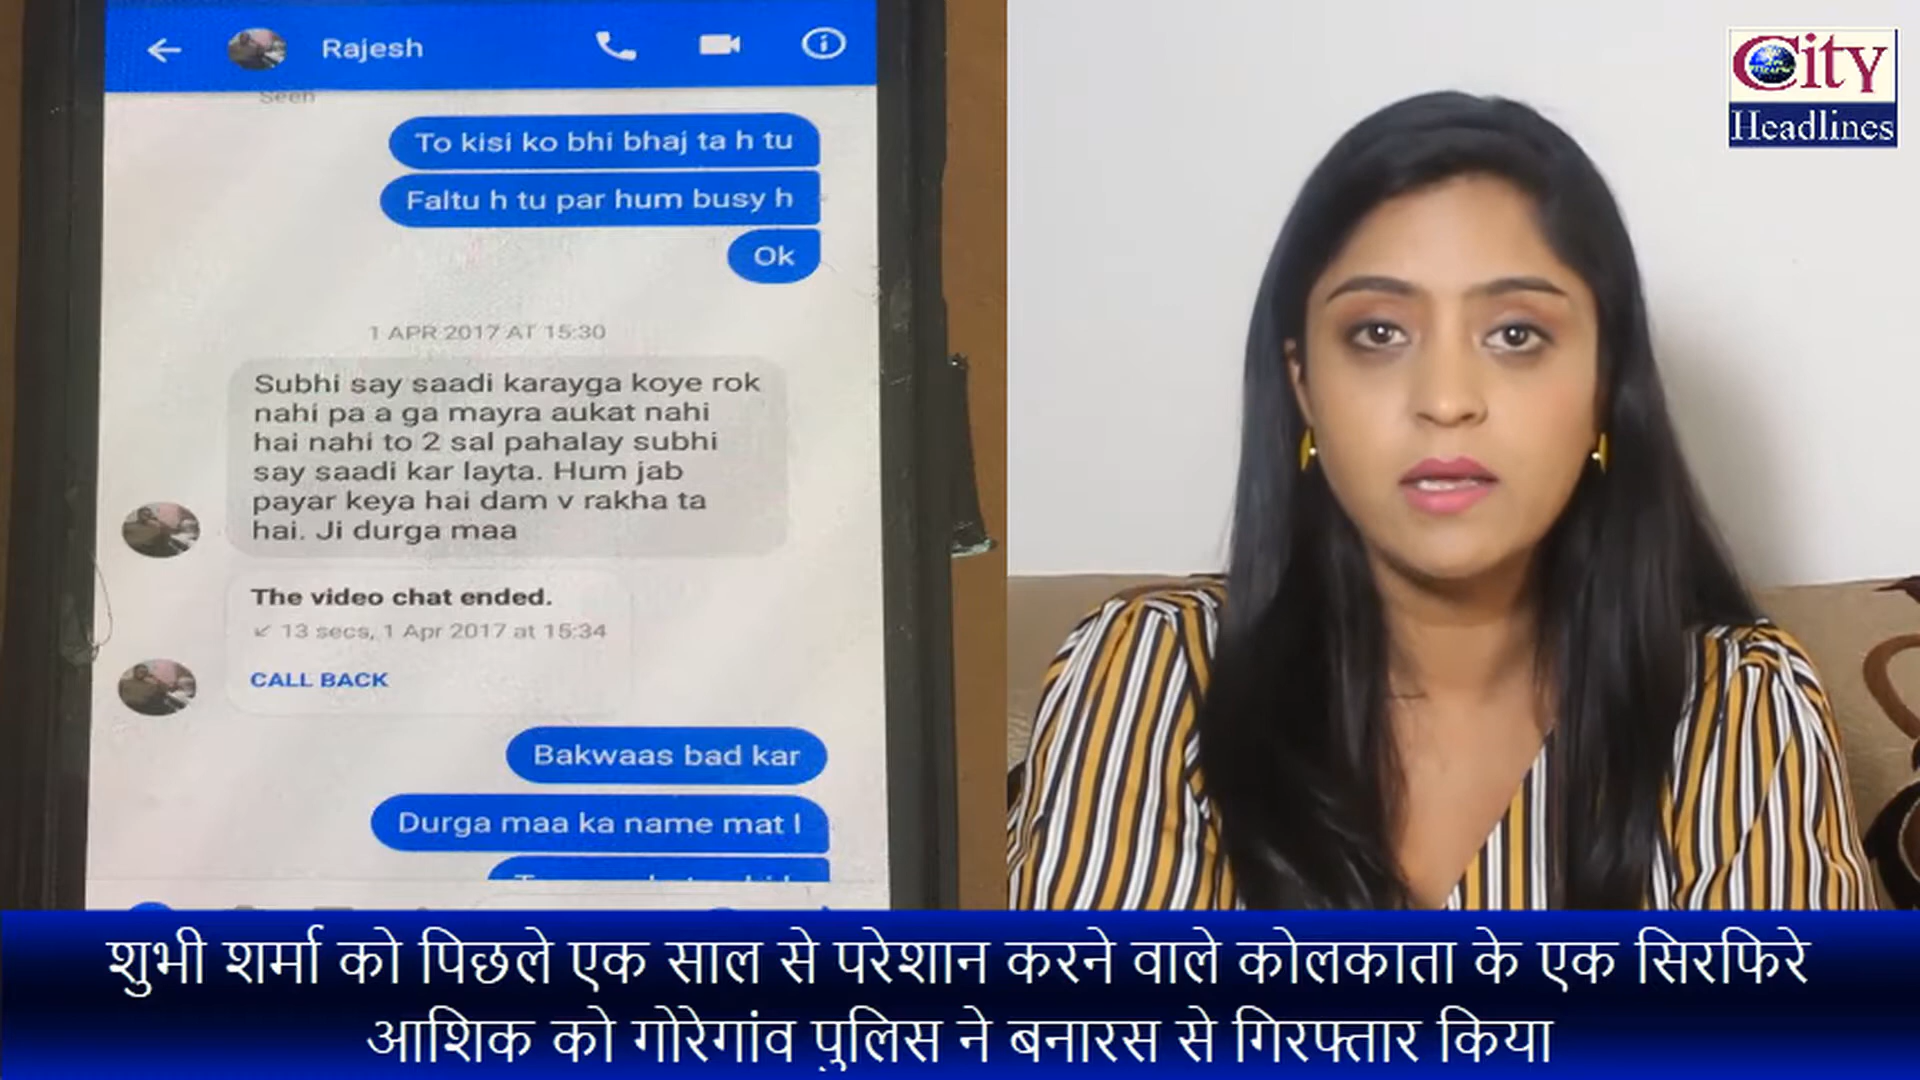 Rajesh
Seen
To kisi ko bhi bhaj ta h tu
Faltu h tu par hum busy h
Ok
1 APR 2017 AT 15:30
Subhi say saadi karayga koye rok
nahi pa a ga mayra aukat nahi
hai nahi to 2 sal pahalay subhi
say saadi kar layta. Hum jab
payar keya hai dam v rakha ta
hai. Ji durga maa
The video chat ended.
13 secs, 1 Apr 2017 at 15:34
CALL BACK
Bakwaas bad kar
Durga maa ka name mat l
City
Headlines
शुभी शर्मा को पिछले एक साल से परेशान करने वाले कोलकाता के एक सिरफिरे
आशिक को गोरेगांव पुलिस ने बनारस से गिरफ्तार किया